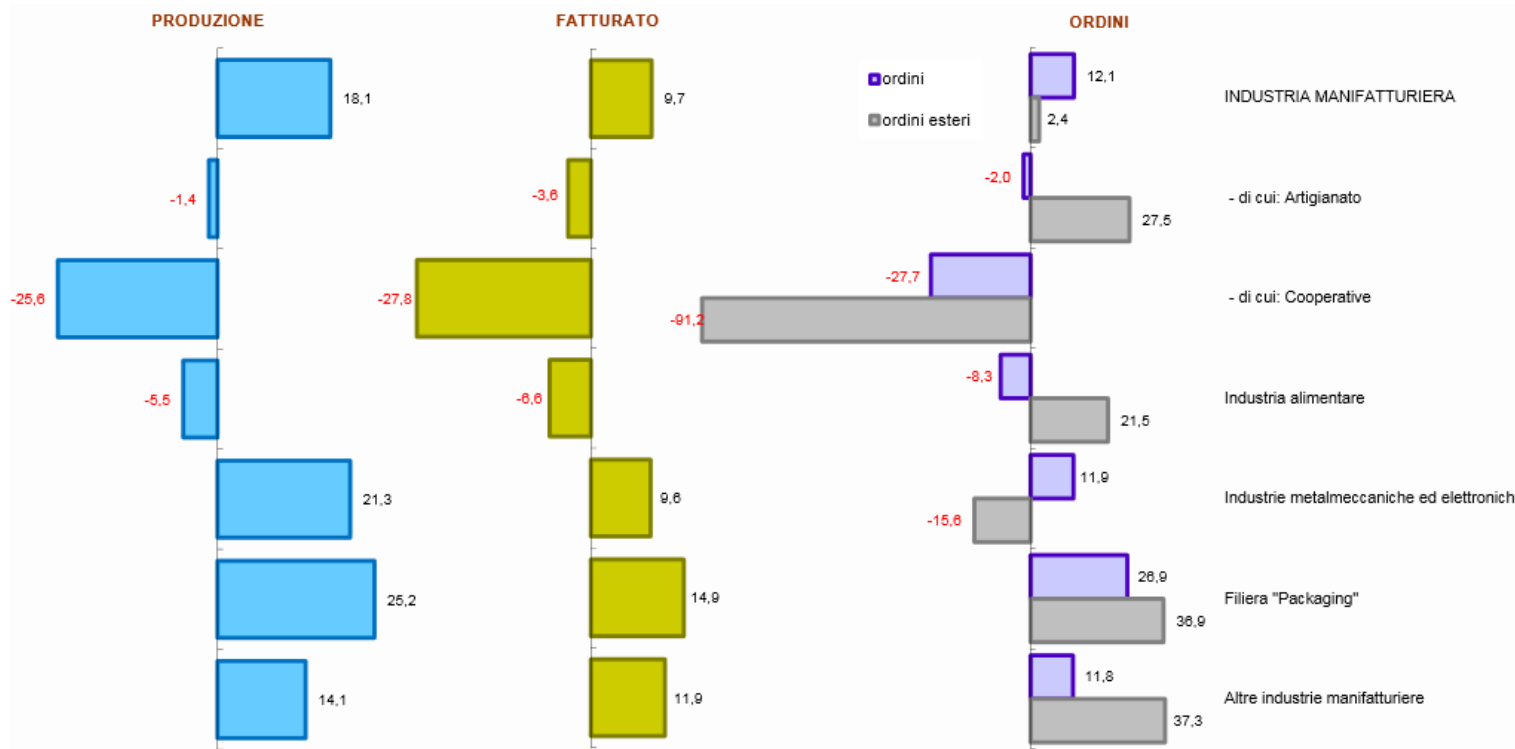 PRODUZIONE FATTURATO ORDINI
ordini
ordini esteri
18,1 9,7 12,1 INDUSTRIA MANIFATTURIERA
2,4
-1,4 -3,6 -2,0 - di cui: Artigianato
27,5
-25,6 -27,8 -27,7 - di cui: Cooperative
-91,2
-5,5 -6,6 -8,3 Industria alimentare
21,5
21,3 9,6 11,9 Industrie metalmeccaniche ed elettronich
-15,6
25,2 14,9 26,9 Filiera "Packaging"
36,9
14,1 11,9 11,8 Altre industrie manifatturiere
37,3